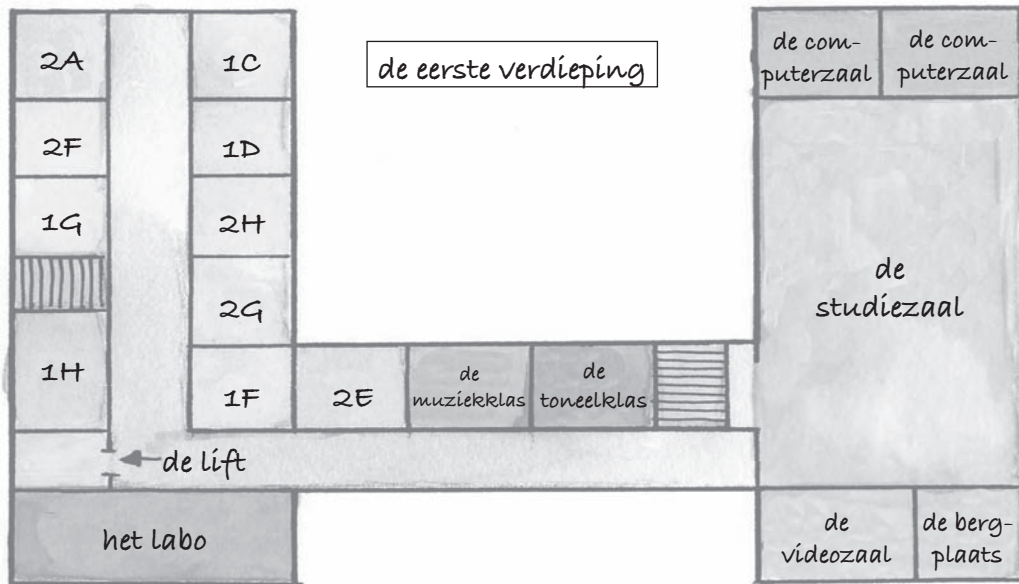 de eerste verdieping
2A
1C
de com-
puterzaal
de com-
puterzaal
2F
1D
1G
2H
de
studiezaal
2G
1H
1F
2E
de
muziekklas
de
toneelklas
de lift
het labo
de
videozaal
de berg-
plaats